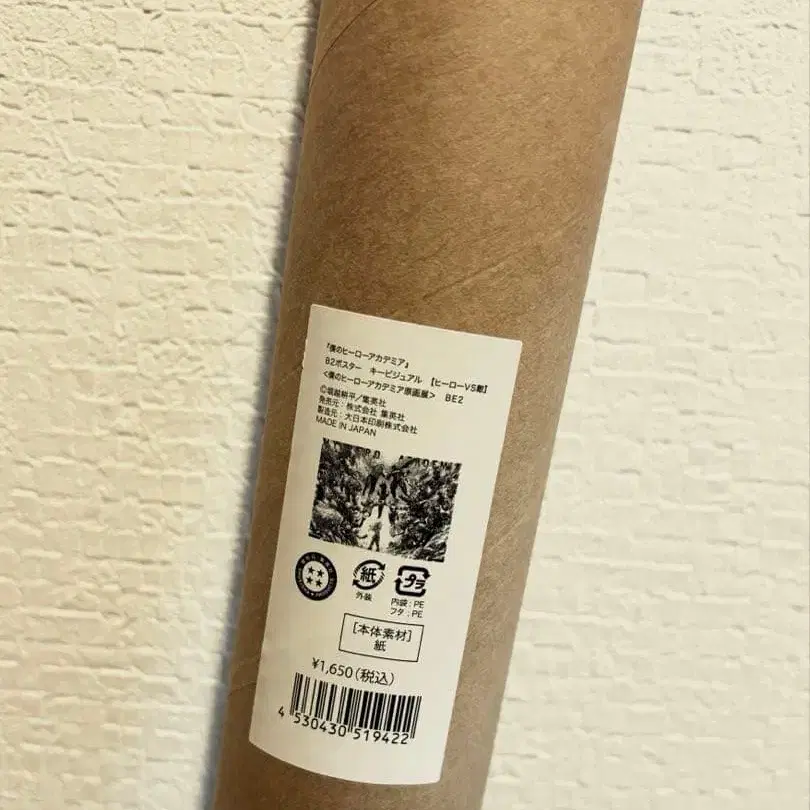 『僕のヒーローアカデミア』
B2ポスター キービジュアル 【ヒーローVS敵】
<僕のヒーローアカデミア原画展> BE2
©堀越耕平/集英社
発売元:株式会社 集英社
製造元:大日本印刷株式会社
MADE IN JAPAN
紙
外装
プラ
内袋:PE
フタ:PE
[本体素材]
紙
¥1,650(税込)
4 530430 519422